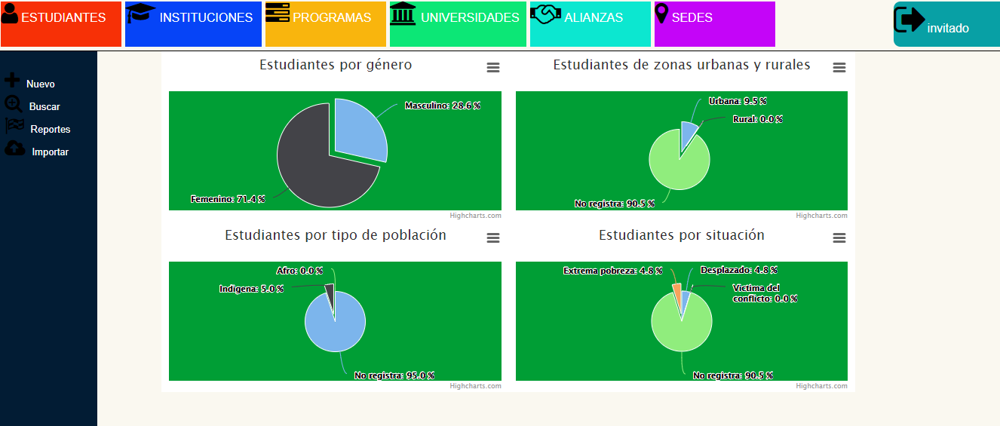 ESTUDIANTES
INSTITUCIONES
PROGRAMAS
UNIVERSIDADES
ALIANZAS
SEDES
invitado
Nuevo
Buscar
Reportes
Importar
Estudiantes por género
Masculino: 28.6 %
Femenino: 71.4 %
Highcharts.com
Estudiantes de zonas urbanas y rurales
Urbana: 9.5 %
Rural: 0.0 %
No registra: 90.5 %
Highcharts.com
Estudiantes por tipo de población
Afro: 0.0 %
Indigena: 5.0 %
No registra: 95.0 %
Highcharts.com
Estudiantes por situación
Extrema pobreza: 4.8 %
Desplazado: 4.8 %
Victima del
conflicto: 0.0 %
No registra: 90.5 %
Highcharts.com